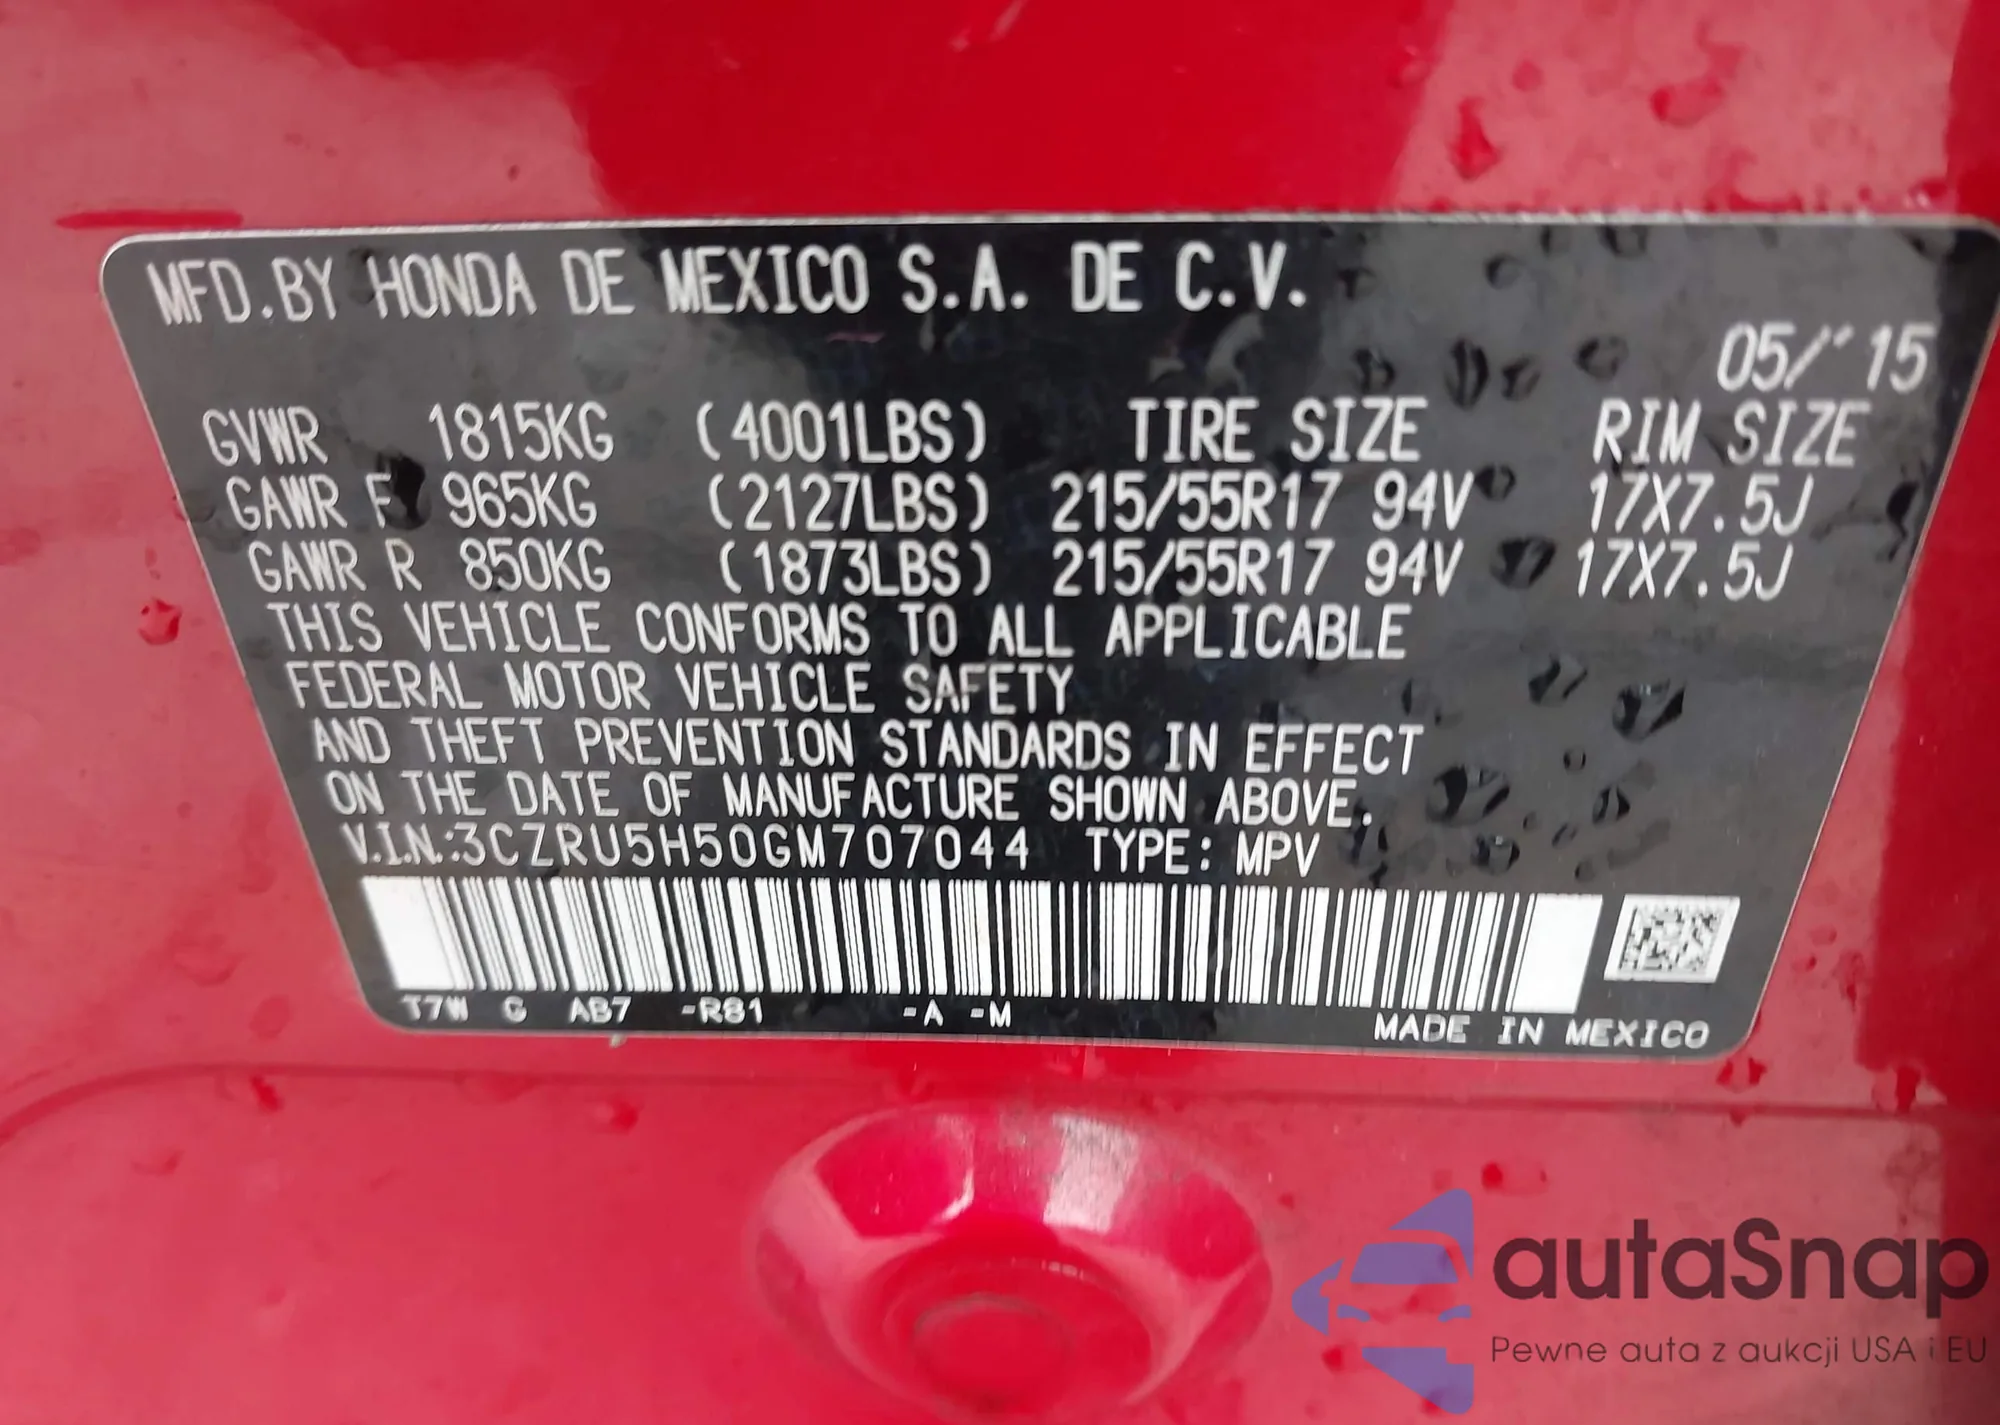 MFD.BY HONDA DE MEXICO S.A. DE C.V.
05/ 15
GVWR 1815KG (4001LBS) TIRE SIZE RIM SIZE
GAWR F 965KG (2127LBS) 215/55R17 94V 17X7.5J
GAWR R 850KG (1873LBS) 215/55R17 94V 17X7.5J
THIS VEHICLE CONFORMS TO ALL APPLICABLE
FEDERAL MOTOR VEHICLE SAFETY
AND THEFT PREVENTION STANDARDS IN EFFECT
ON THE DATE OF MANUFACTURE SHOWN ABOVE.
V.I.N.:3CZRU5H50GM707044 TYPE: MPV
T7W G AB7 -R81 -A -M
MADE IN MEXICO
autaSnap
Pewne auta z aukcji USA i EU